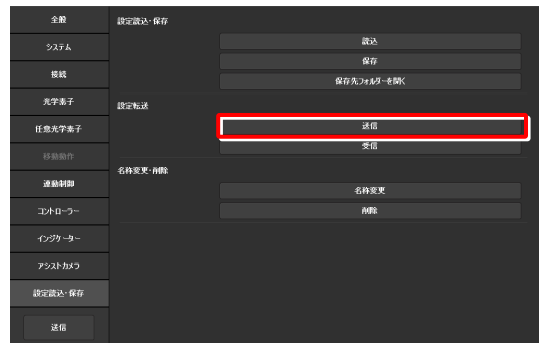 全般
システム
接続
光学素子
任意光学素子
移動動作
連動制御
コントローラー
インジケーター
アシストカメラ
設定読込・保存
送信
設定読込・保存
読込
保存
保存先フォルダーを開く
設定転送
送信
受信
名称変更・削除
名称変更
削除